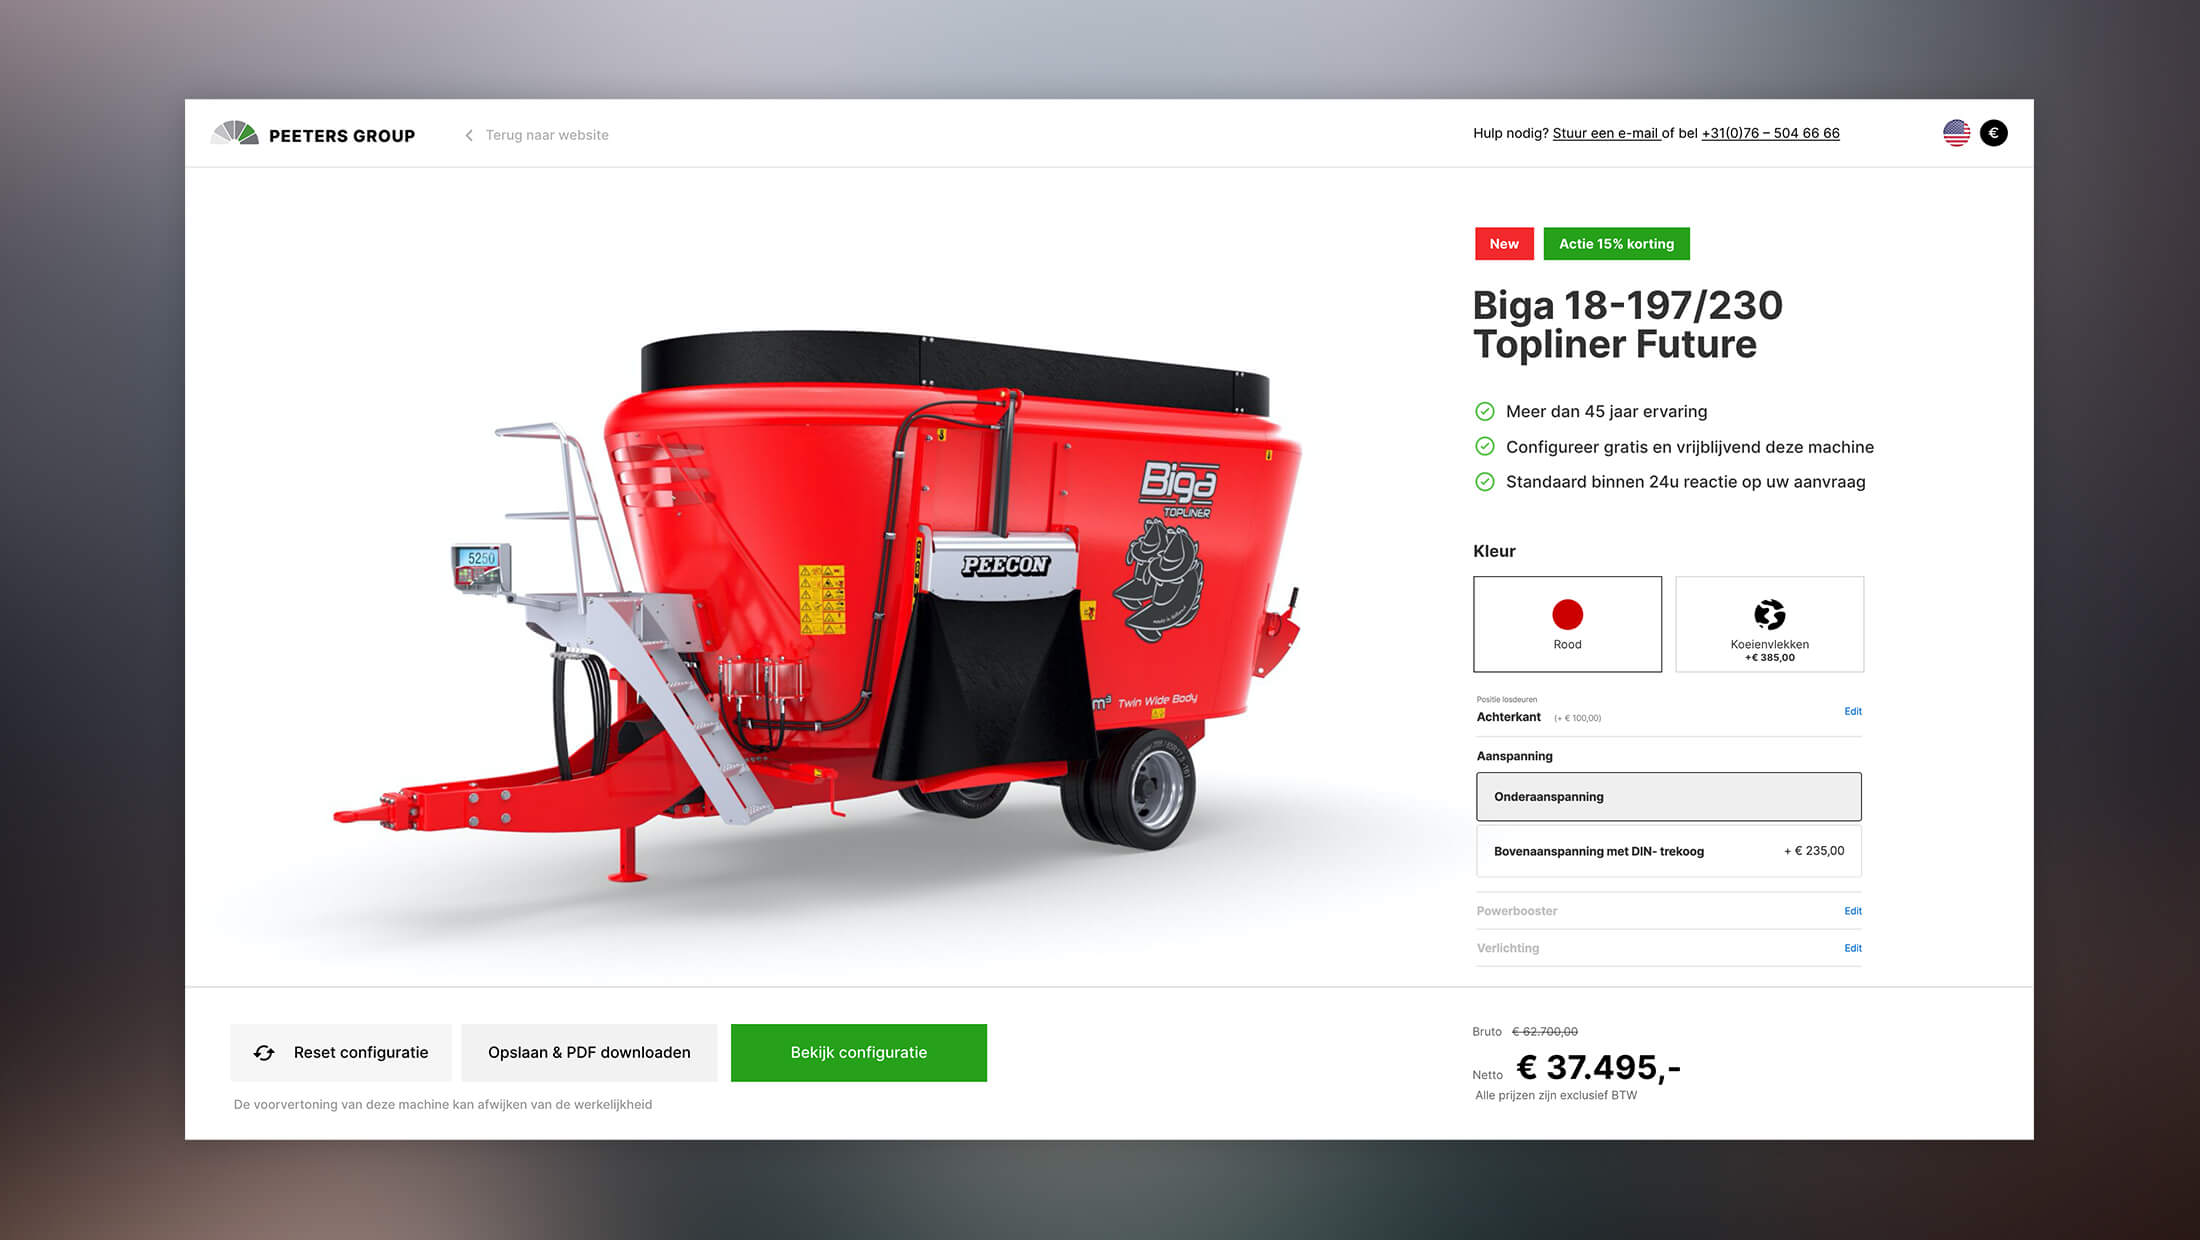 PEETERS GROUP
Terug naar website
Hulp nodig? Stuur een e-mail of bel +31(0)76 – 504 66 66
€
New
Actie 15% korting
Biga 18-197/230
Topliner Future
Meer dan 45 jaar ervaring
Configureer gratis en vrijblijvend deze machine
Standaard binnen 24u reactie op uw aanvraag
Kleur
Rood
Koeienvlekken
+€ 385,00
Positie losdeuren
Achterkant (+ € 100,00)
Edit
Aanspanning
Onderaanspanning
Bovenaanspanning met DIN- trekoog + € 235,00
Powerbooster
Edit
Verlichting
Edit
Biga
TOPLINER
5250
PEECON
m³ Twin Wide Body
Reset configuratie
Opslaan & PDF downloaden
Bekijk configuratie
De voorvertoning van deze machine kan afwijken van de werkelijkheid
Bruto € 62.700,00
Netto € 37.495,-
Alle prijzen zijn exclusief BTW